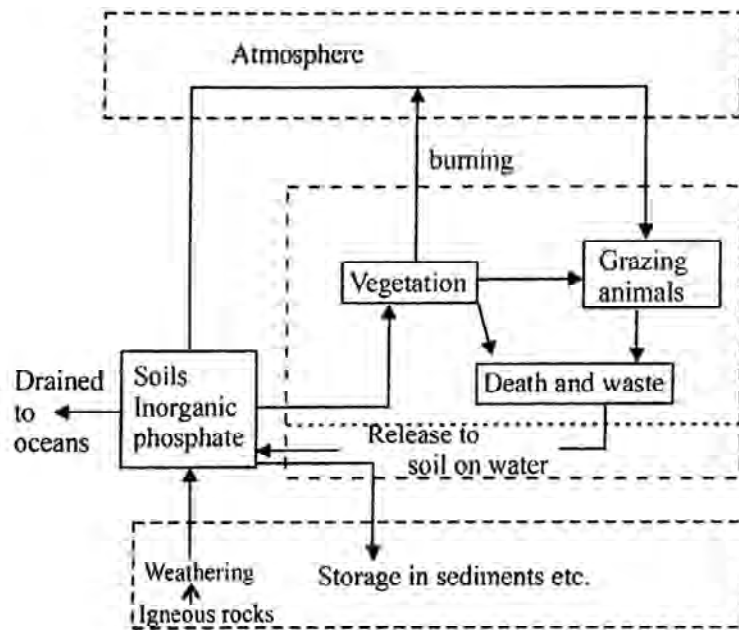 Atmosphere
burning
Vegetation
Grazing
animals
Drained
to
oceans
Soils
Inorganic
phosphate
Death and waste
Release to
soil on water
Weathering
Igneous rocks
Storage in sediments etc.